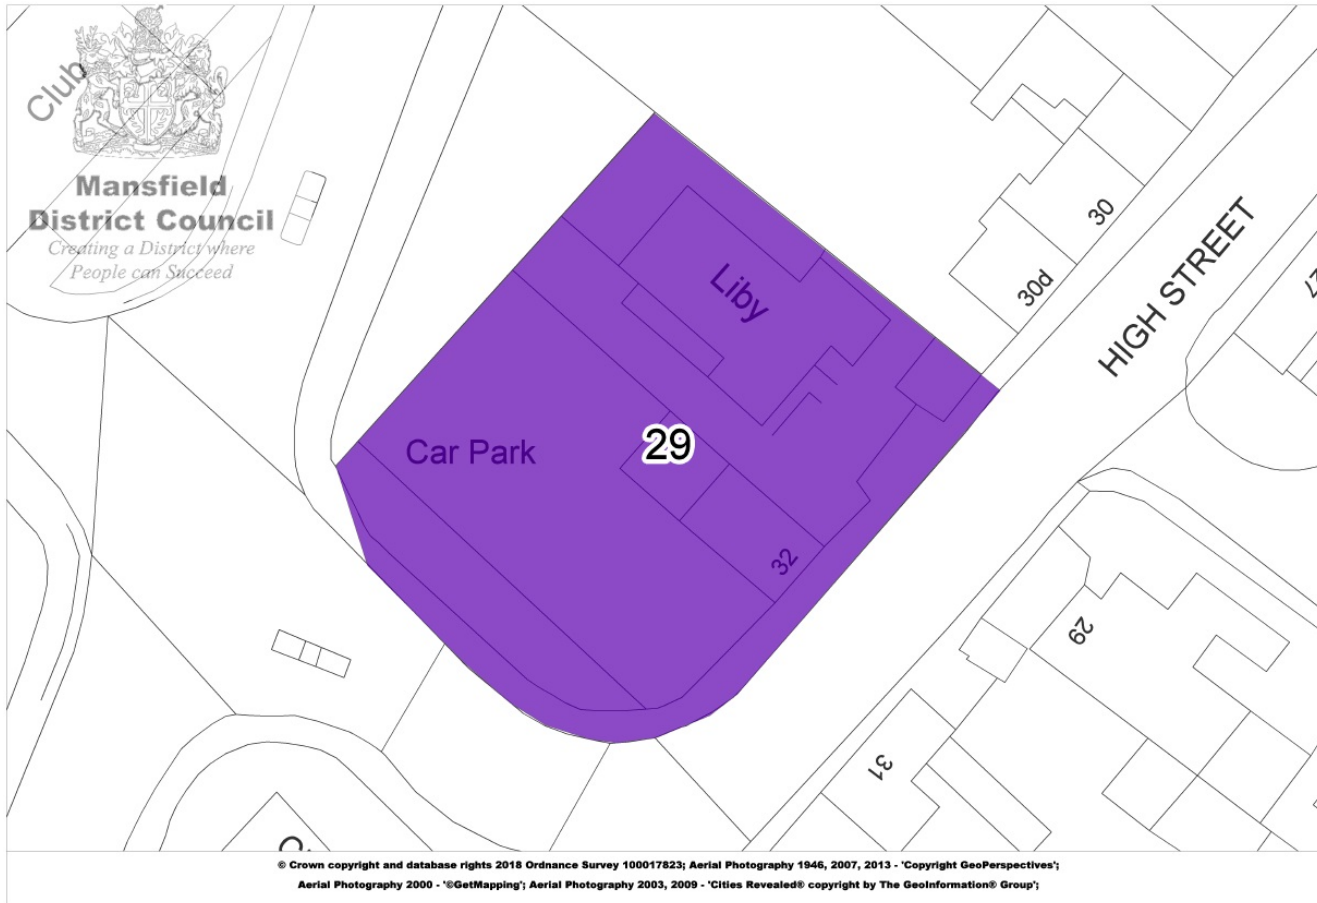 Club
Mansfield
District Council
Creating a District where
People can Succeed
30
30d
HIGH STREET
27
Liby
Car Park
29
32
29
31
© Crown copyright and database rights 2018 Ordnance Survey 100017823; Aerial Photography 1946, 2007, 2013 - 'Copyright GeoPerspectives';
Aerial Photography 2000 - '©GetMapping'; Aerial Photography 2003, 2009 - 'Cities Revealed® copyright by The GeoInformation® Group';